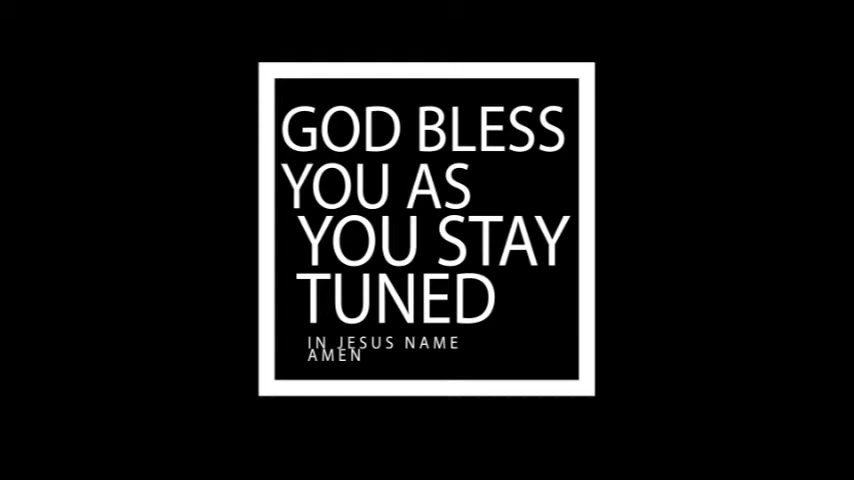 GOD BLESS
YOU AS
YOU STAY
TUNED
IN JESUS NAME
AMEN